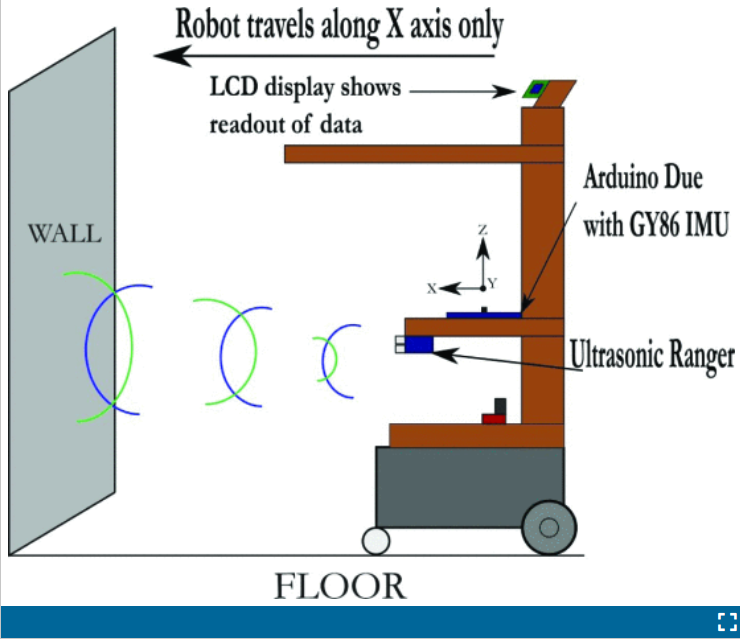 Robot travels along X axis only
LCD display shows
readout of data
Arduino Due
with GY86 IMU
WALL
Z
X
Y
Ultrasonic Ranger
FLOOR